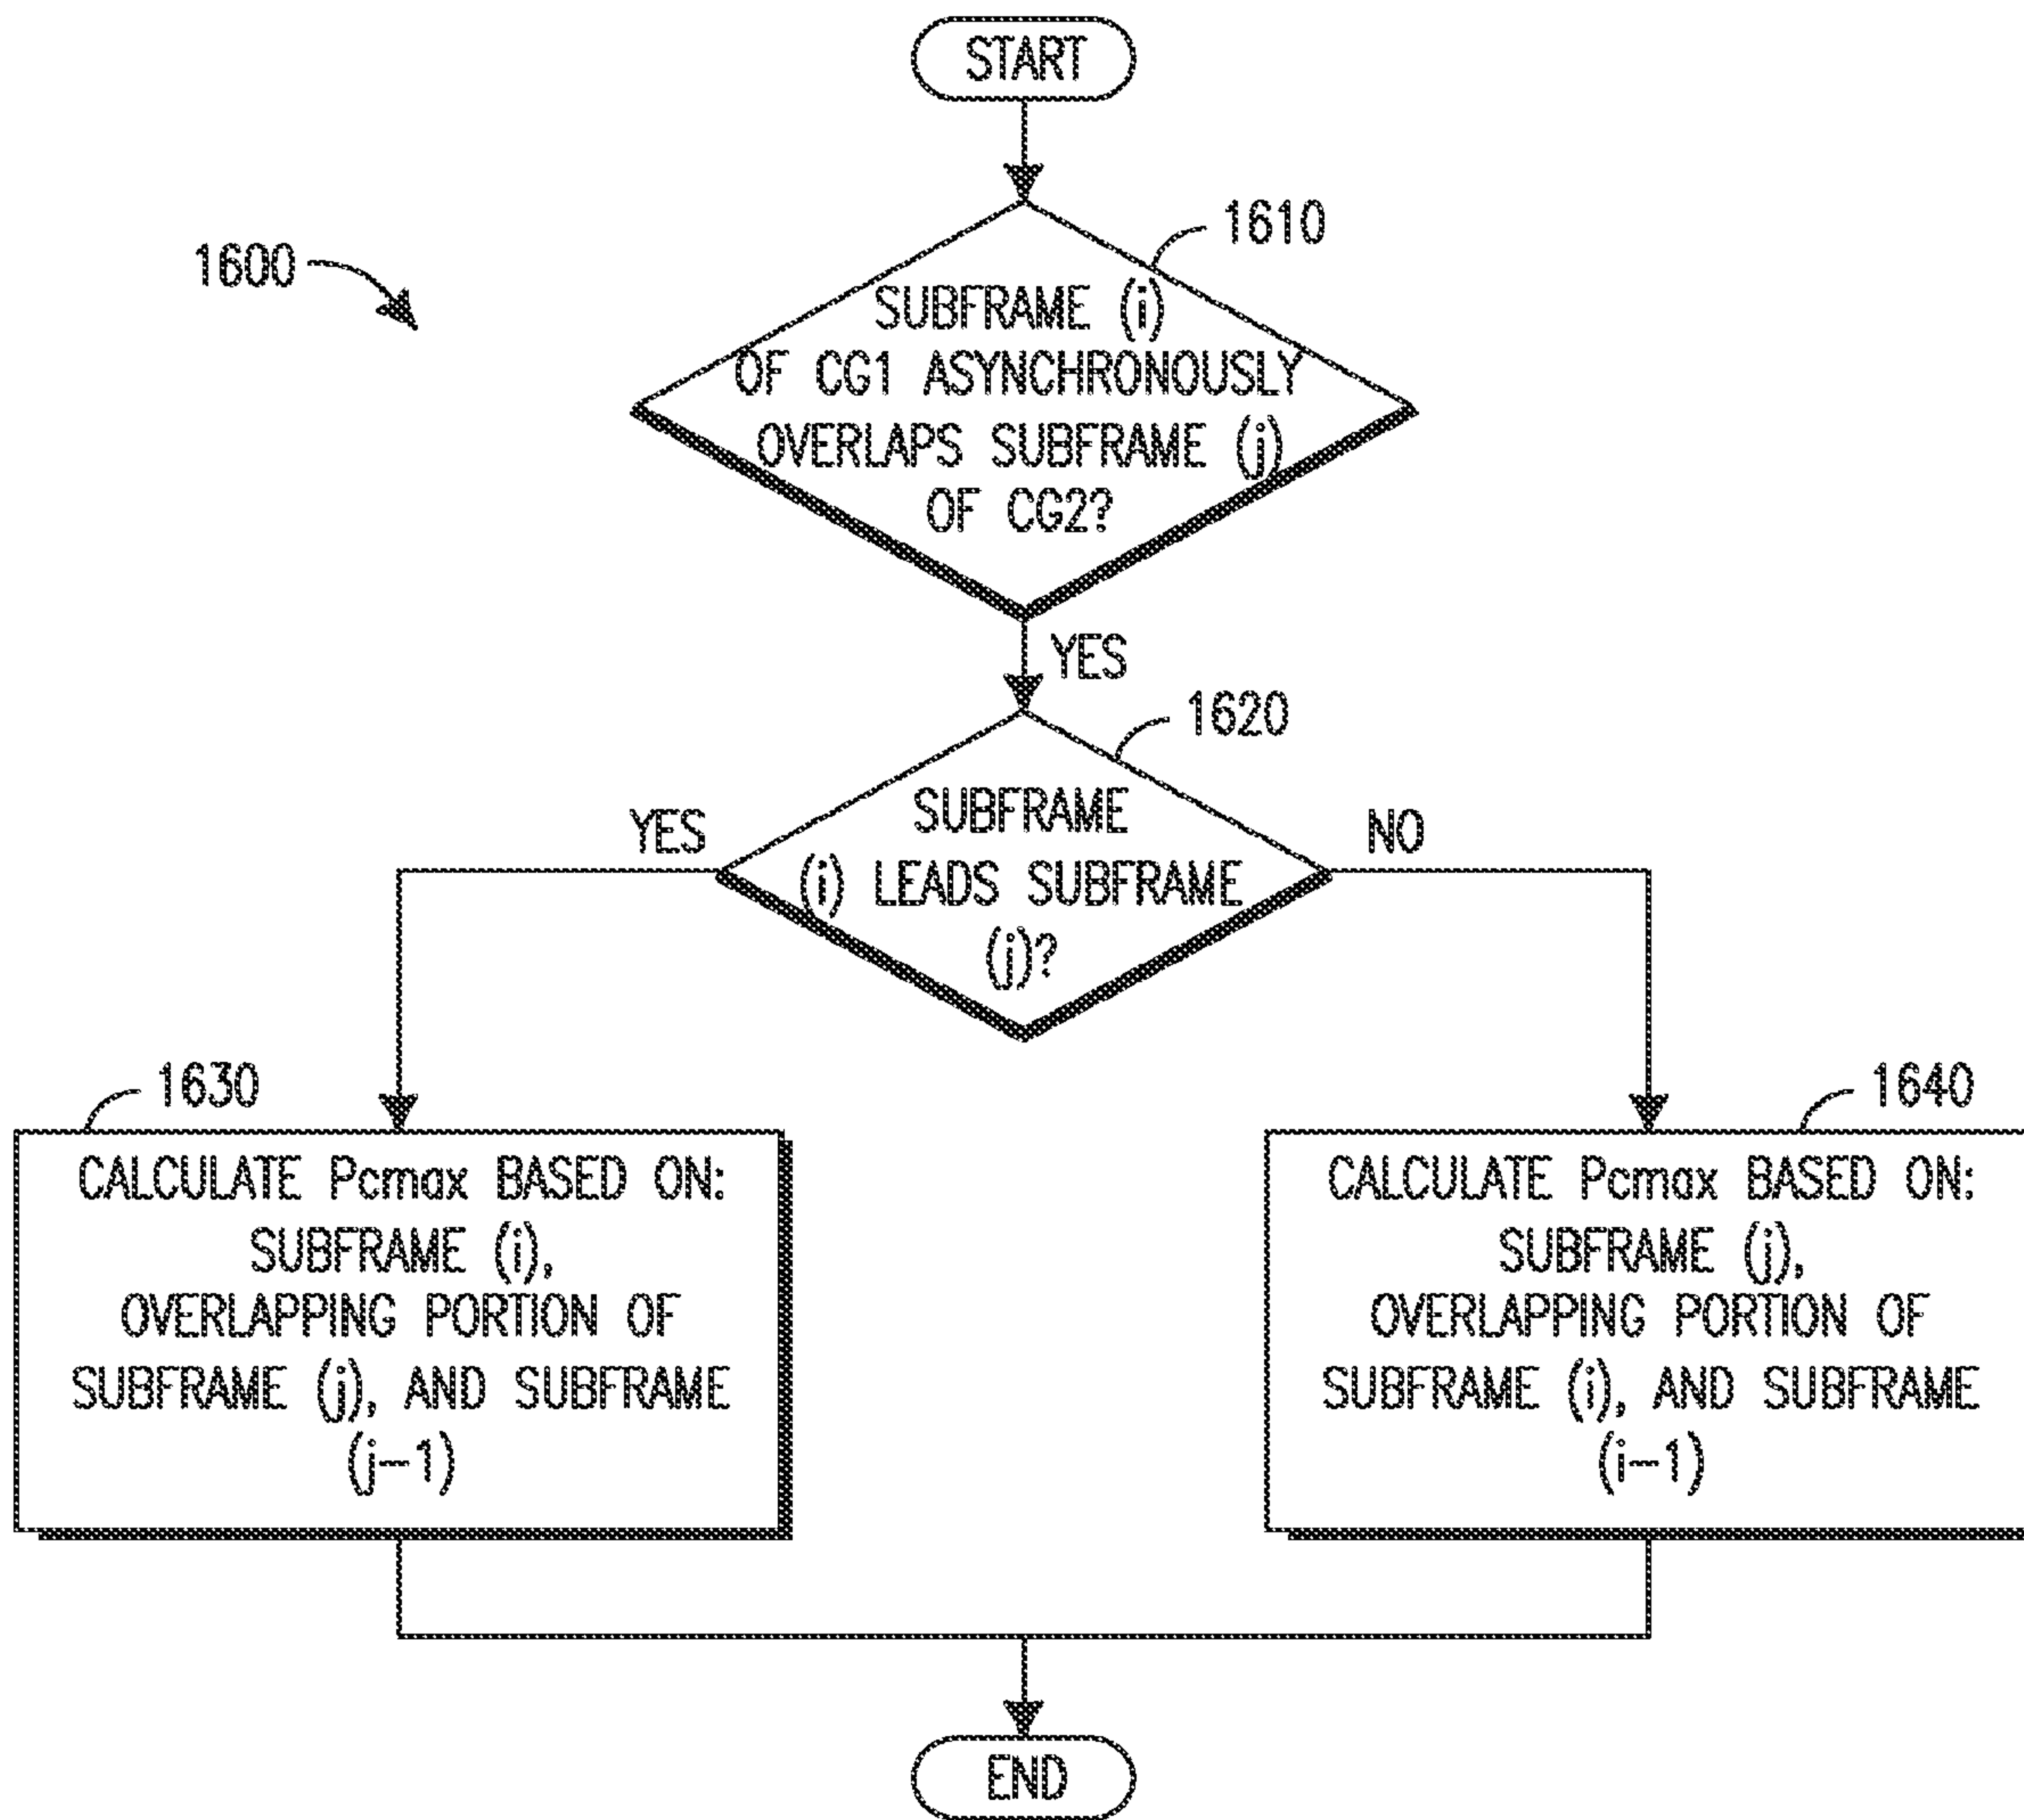 START
1600
1610
SUBFRAME (i)
OF CG1 ASYNCHRONOUSLY
OVERLAPS SUBFRAME (j)
OF CG2?
YES
1620
SUBFRAME
(i) LEADS SUBFRAME
(j)?
YES
NO
1630
CALCULATE Pcmax BASED ON:
SUBFRAME (i),
OVERLAPPING PORTION OF
SUBFRAME (j), AND SUBFRAME
(j-1)
1640
CALCULATE Pcmax BASED ON:
SUBFRAME (j),
OVERLAPPING PORTION OF
SUBFRAME (i), AND SUBFRAME
(i-1)
END